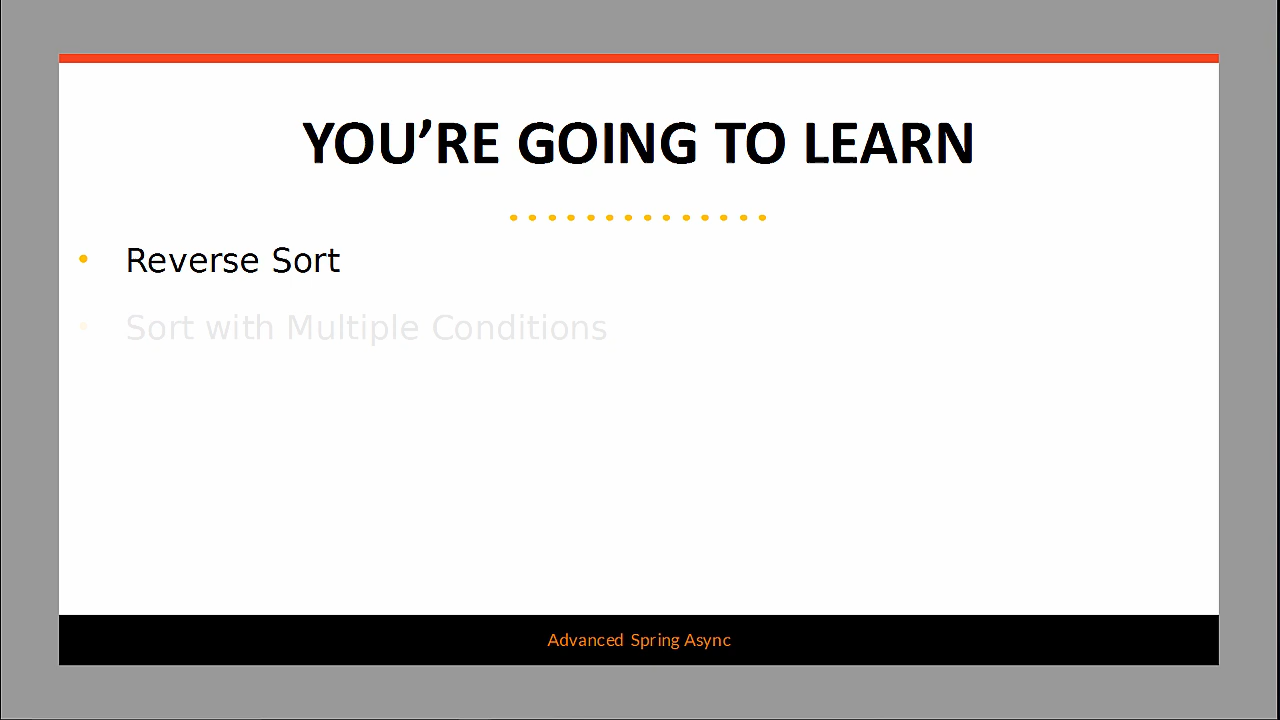 YOU’RE GOING TO LEARN
• Reverse Sort
• Sort with Multiple Conditions
Advanced Spring Async